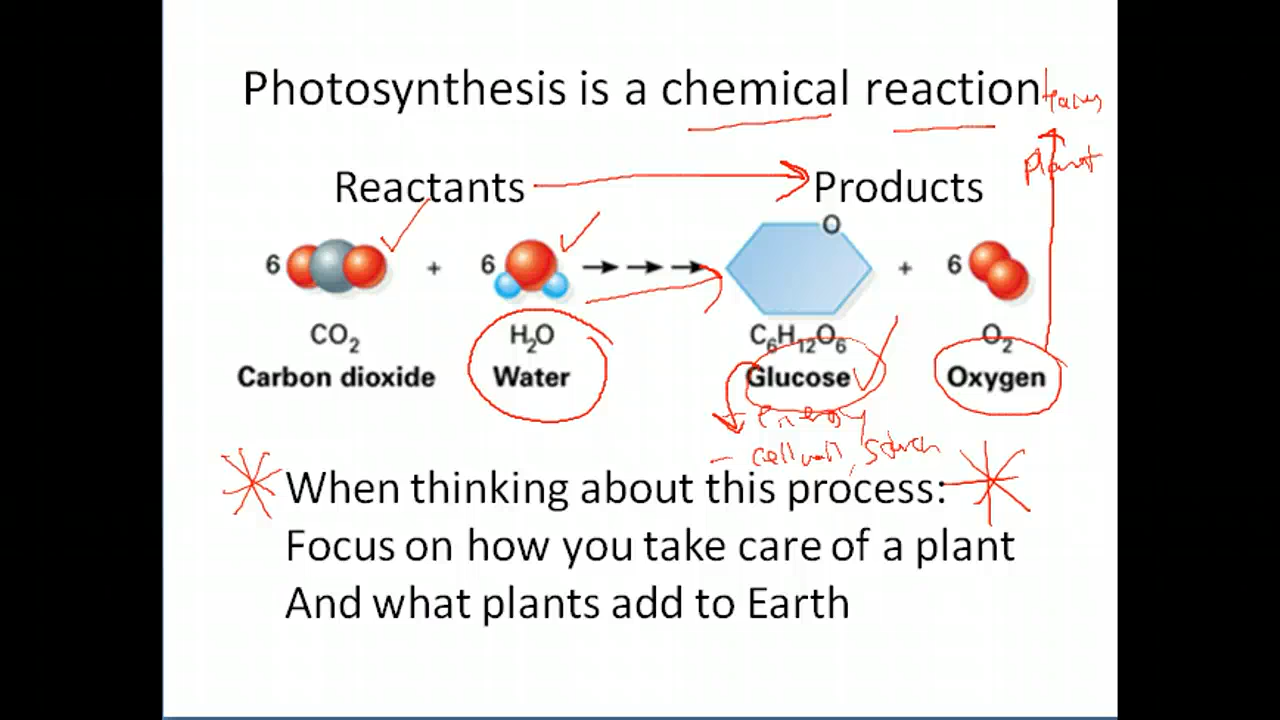 Photosynthesis is a chemical reaction
plant
Reactants Products
O
6 + 6 + 6
CO2 H2O C6H12O6 O2
Carbon dioxide Water Glucose Oxygen
- energy
- cell wall,
When thinking about this process:
Focus on how you take care of a plant
And what plants add to Earth